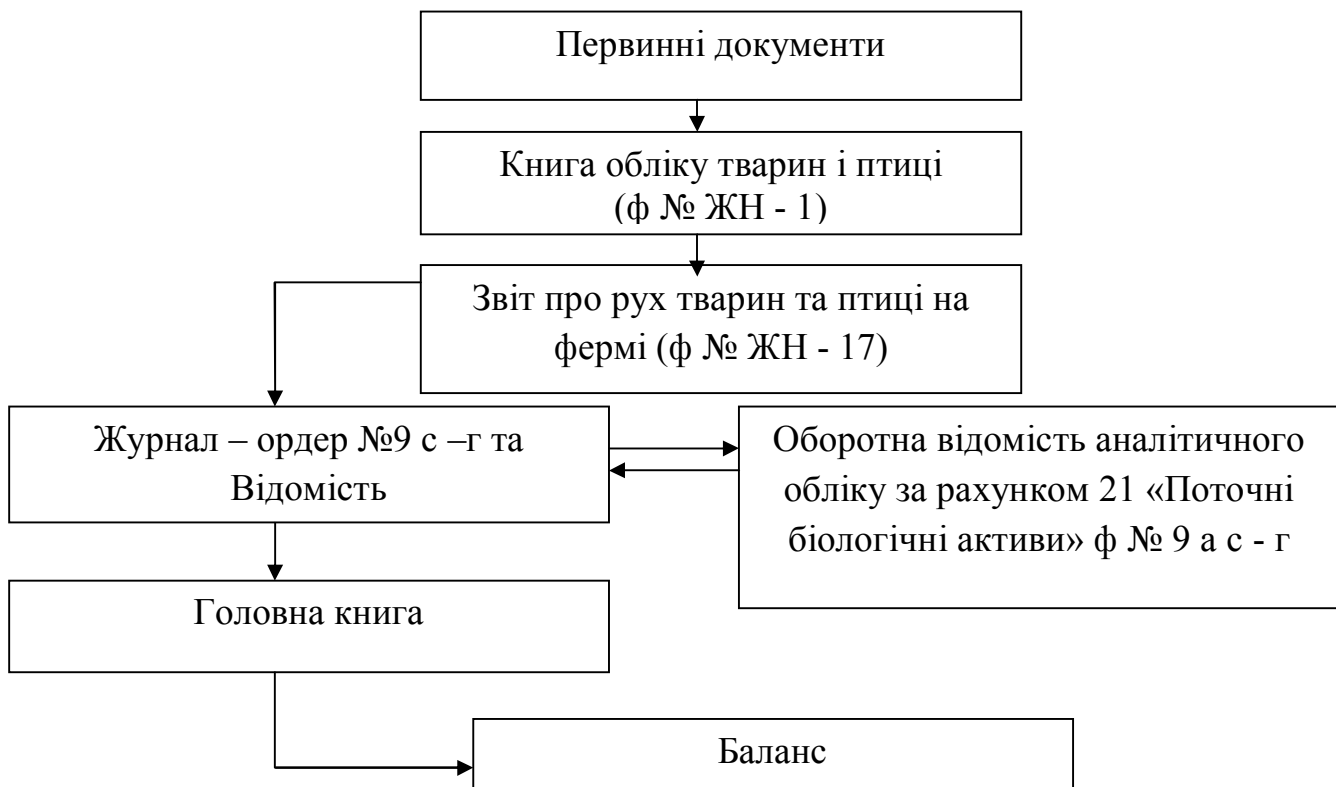 Первинні документи
Книга обліку тварин і птиці
(ф № ЖН - 1)
Звіт про рух тварин та птиці на
фермі (ф № ЖН - 17)
Журнал – ордер №9 с –г та
Відомість
Оборотна відомість аналітичного
обліку за рахунком 21 «Поточні
біологічні активи» ф № 9 а с - г
Головна книга
Баланс